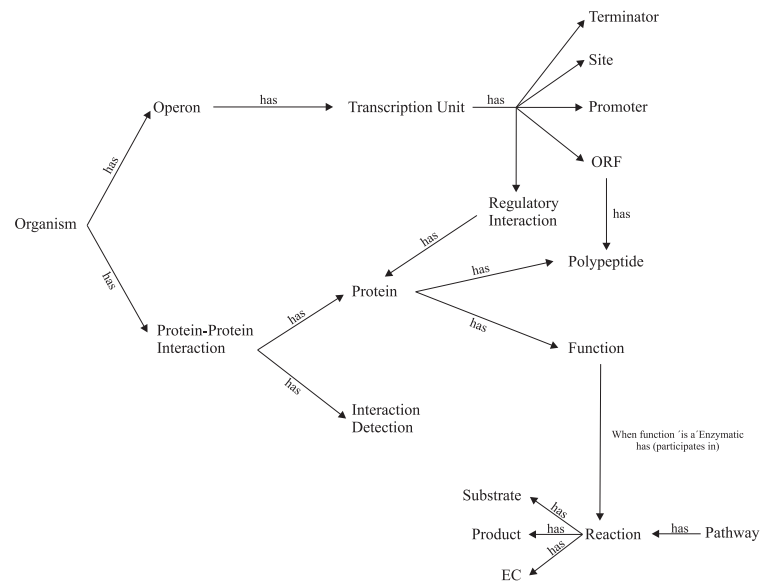 Terminator
Site
Operon
has
Transcription Unit
has
Promoter
has
ORF
Organism
Regulatory
Interaction
has
has
has
has
Polypeptide
Protein
Protein-Protein
Interaction
has
has
Function
has
Interaction
Detection
When function ´is a´Enzymatic
has (participates in)
Substrate
has
Product
has
Reaction
has
Pathway
has
EC